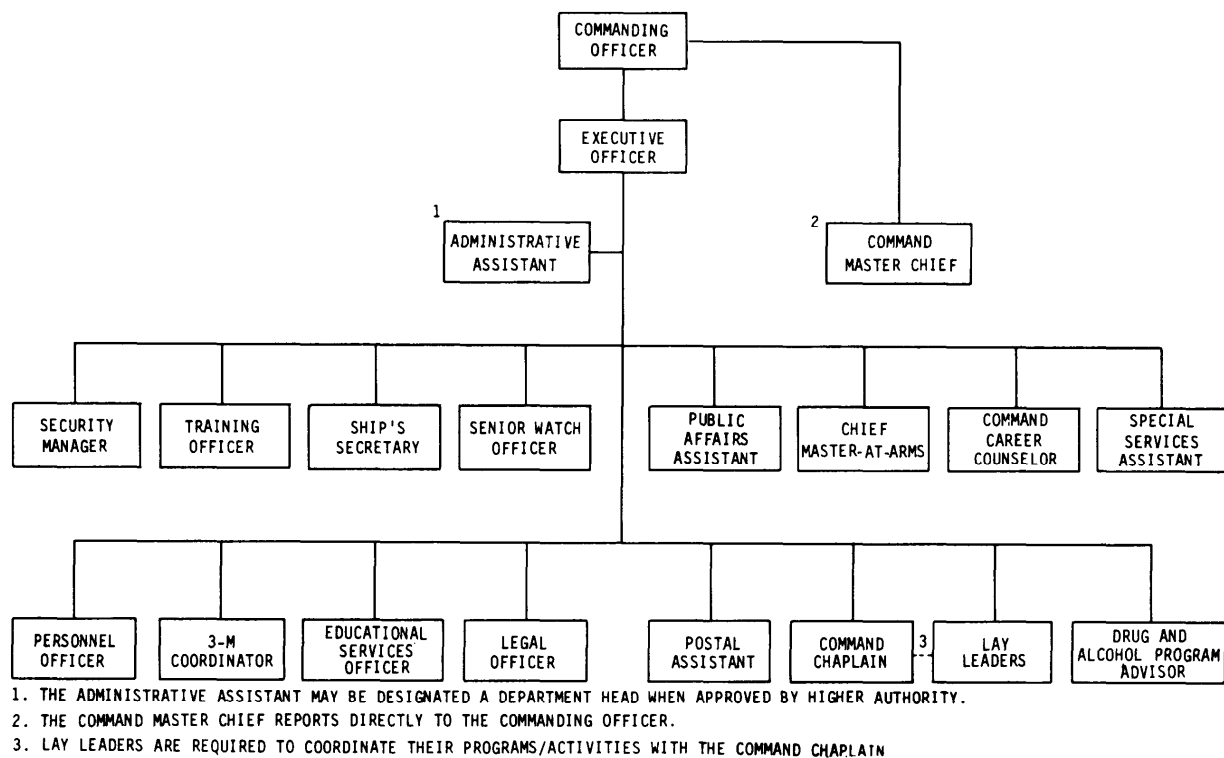 COMMANDING
OFFICER
EXECUTIVE
OFFICER
1
ADMINISTRATIVE
ASSISTANT
2
COMMAND
MASTER CHIEF
SECURITY
MANAGER
TRAINING
OFFICER
SHIP'S
SECRETARY
SENIOR WATCH
OFFICER
PUBLIC
AFFAIRS
ASSISTANT
CHIEF
MASTER-AT-ARMS
COMMAND
CAREER
COUNSELOR
SPECIAL
SERVICES
ASSISTANT
PERSONNEL
OFFICER
3-M
COORDINATOR
EDUCATIONAL
SERVICES
OFFICER
LEGAL
OFFICER
POSTAL
ASSISTANT
COMMAND
CHAPLAIN
3
LAY
LEADERS
DRUG AND
ALCOHOL PROGRAM
ADVISOR
1. THE ADMINISTRATIVE ASSISTANT MAY BE DESIGNATED A DEPARTMENT HEAD WHEN APPROVED BY HIGHER AUTHORITY.
2. THE COMMAND MASTER CHIEF REPORTS DIRECTLY TO THE COMMANDING OFFICER.
3. LAY LEADERS ARE REQUIRED TO COORDINATE THEIR PROGRAMS/ACTIVITIES WITH THE COMMAND CHAPLAIN